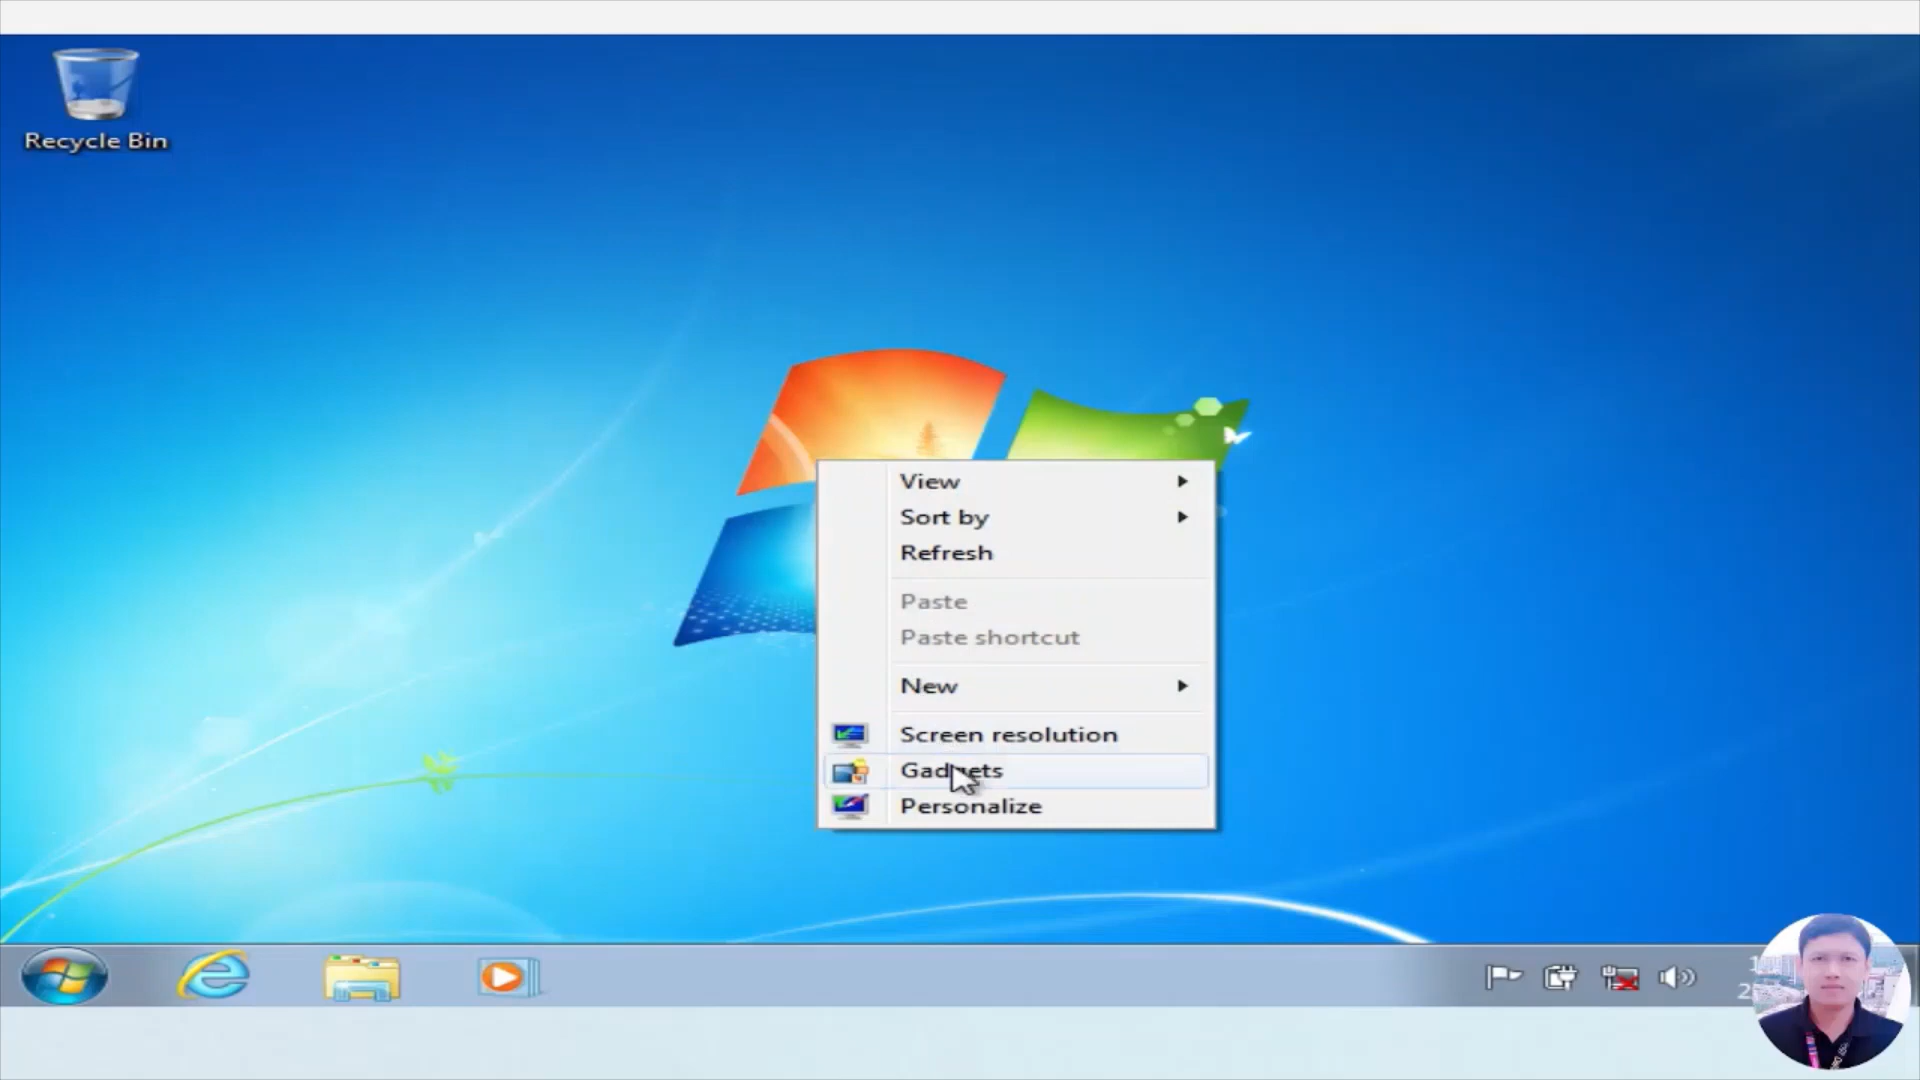 Recycle Bin
View
Sort by
Refresh
Paste
Paste shortcut
New
Screen resolution
Gadgets
Personalize